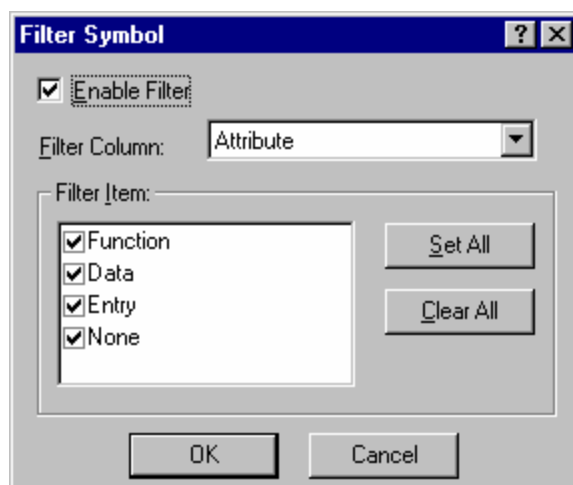 Filter Symbol
Enable Filter
Filter Column: Attribute
Filter Item:
Function
Data
Entry
None
Set All
Clear All
OK Cancel